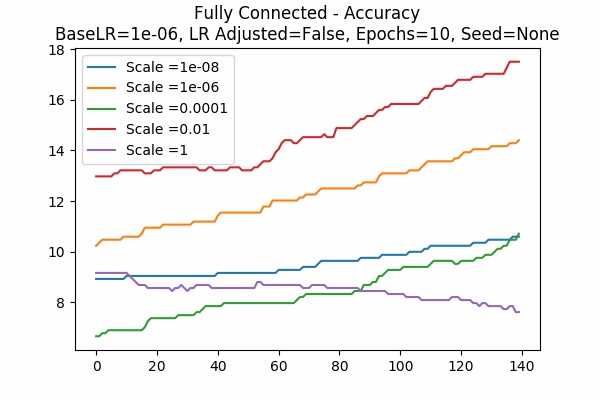 Fully Connected - Accuracy
BaseLR=1e-06, LR Adjusted=False, Epochs=10, Seed=None
18
16
14
12
10
8
Scale =1e-08
Scale =1e-06
Scale =0.0001
Scale =0.01
Scale =1
0 20 40 60 80 100 120 140